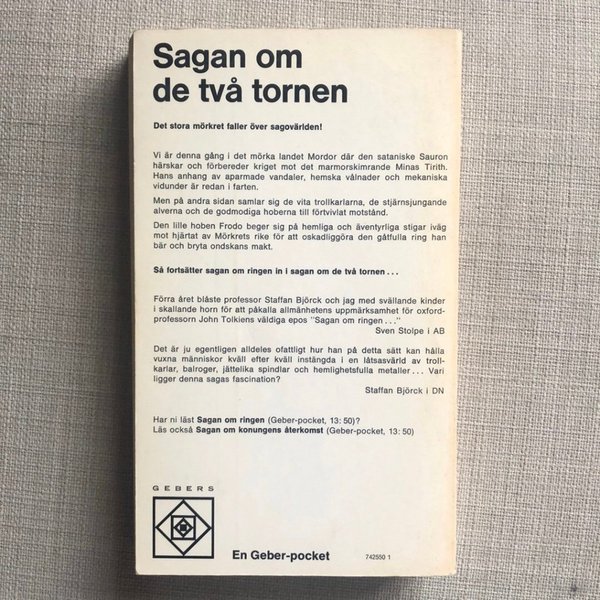 Sagan om
de två tornen
Det stora mörkret faller över sagovärlden!
Vi är denna gång i det mörka landet Mordor där den sataniske Sauron
härskar och förbereder kriget mot det marmorskimrande Minas Tirith.
Hans anhang av aparmade vandaler, hemska vålnader och mekaniska
vidunder är redan i farten.
Men på andra sidan samlar sig de vita trollkarlarna, de stjärnsjungande
alverna och de godmodiga hoberna till förtvivlat motstånd.
Den lille hoben Frodo beger sig på hemliga och äventyrliga stigar iväg
mot hjärtat av Mörkrets rike för att oskadliggöra den gåtfulla ring han
bär och bryta ondskans makt.
Så fortsätter sagan om ringen in i sagan om de två tornen...
Förra året blåste professor Staffan Björck och jag med svällande kinder
i skallande horn för att påkalla allmänhetens uppmärksamhet för oxford-
professorn John Tolkiens väldiga epos "Sagan om ringen..."
Sven Stolpe i AB
Det är ju egentligen alldeles ofattligt hur han på detta sätt kan hålla
vuxna människor kväll efter kväll instängda i en låtsasvärld av troll-
karlar, balroger, jättelika spindlar och hemlighetsfulla metaller... Vari
ligger denna sagas fascination?
Staffan Björck i DN
Har ni läst Sagan om ringen (Geber-pocket, 13:50)?
Läs också Sagan om konungens återkomst (Geber-pocket, 13:50)
GEBERS
En Geber-pocket
742550 1